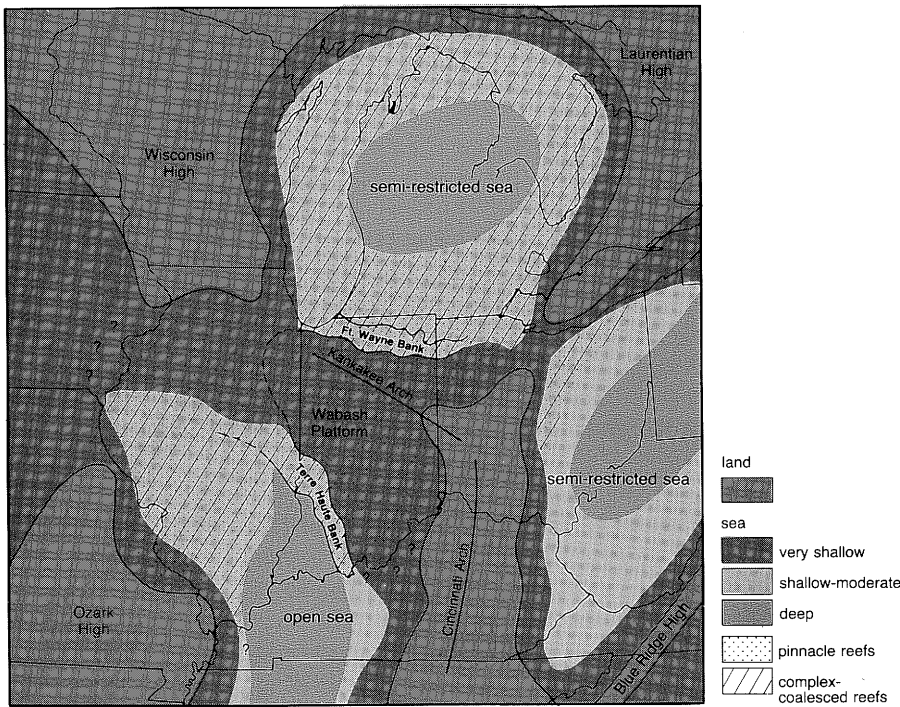 Laurentian
High
Wisconsin
High
semi-restricted sea
Ft. Wayne Bank
Kankakee Arch
?
?
?
Wabash
Platform
Terre Haute Bank
semi-restricted sea
?
?
Cincinnati Arch
Ozark
High
open sea
?
Blue Ridge High
land
sea
very shallow
shallow-moderate
deep
pinnacle reefs
complex-
coalesced reefs